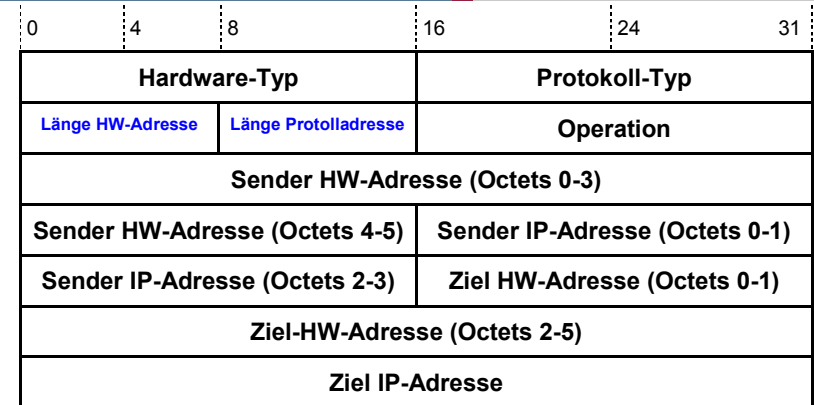 0 4 8 16 24 31
Hardware-Typ Protokoll-Typ
Länge HW-Adresse Länge Protolladresse Operation
Sender HW-Adresse (Octets 0-3)
Sender HW-Adresse (Octets 4-5) Sender IP-Adresse (Octets 0-1)
Sender IP-Adresse (Octets 2-3) Ziel HW-Adresse (Octets 0-1)
Ziel-HW-Adresse (Octets 2-5)
Ziel IP-Adresse